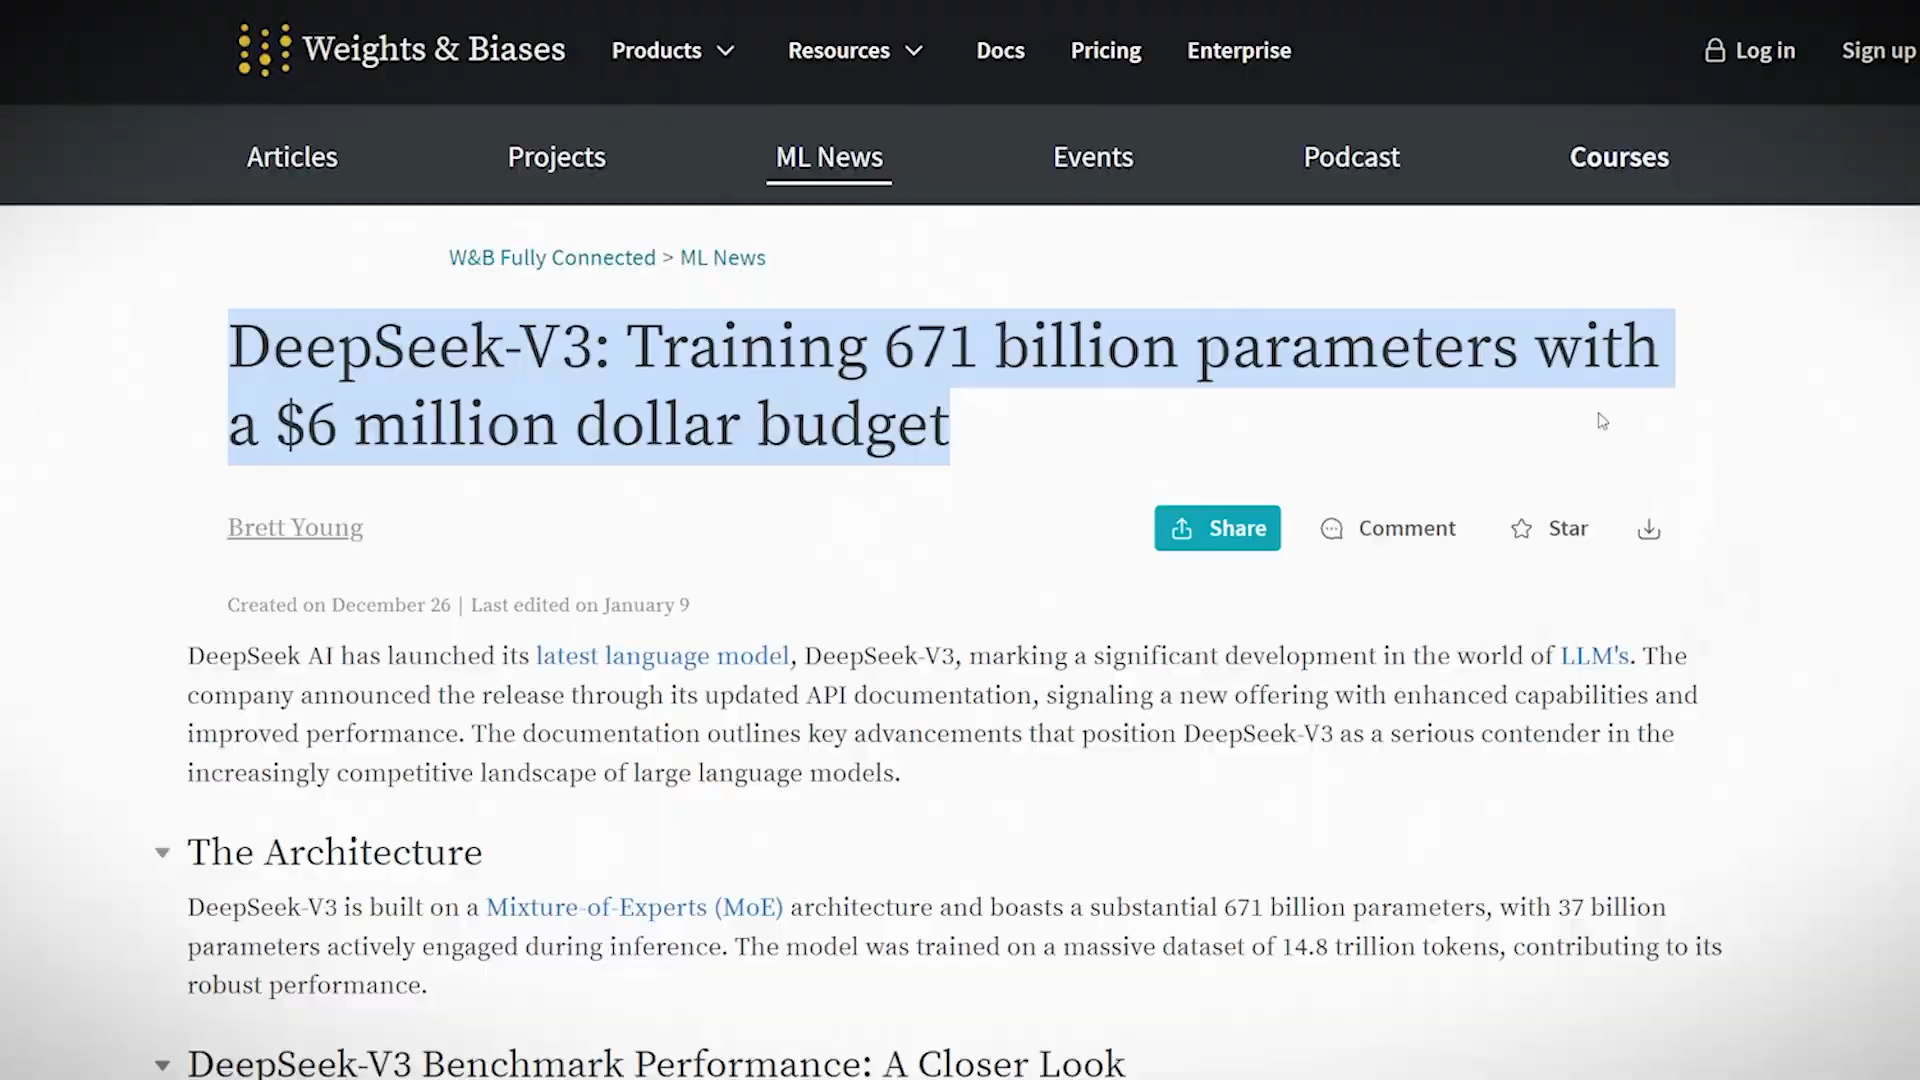 Weights & Biases Products Resources Docs Pricing Enterprise Log in Sign up
Articles Projects ML News Events Podcast Courses
W&B Fully Connected > ML News
DeepSeek-V3: Training 671 billion parameters with
a $6 million dollar budget
Brett Young Share Comment Star
Created on December 26 | Last edited on January 9
DeepSeek AI has launched its latest language model, DeepSeek-V3, marking a significant development in the world of LLM's. The
company announced the release through its updated API documentation, signaling a new offering with enhanced capabilities and
improved performance. The documentation outlines key advancements that position DeepSeek-V3 as a serious contender in the
increasingly competitive landscape of large language models.
The Architecture
DeepSeek-V3 is built on a Mixture-of-Experts (MoE) architecture and boasts a substantial 671 billion parameters, with 37 billion
parameters actively engaged during inference. The model was trained on a massive dataset of 14.8 trillion tokens, contributing to its
robust performance.
DeepSeek-V3 Benchmark Performance: A Closer Look